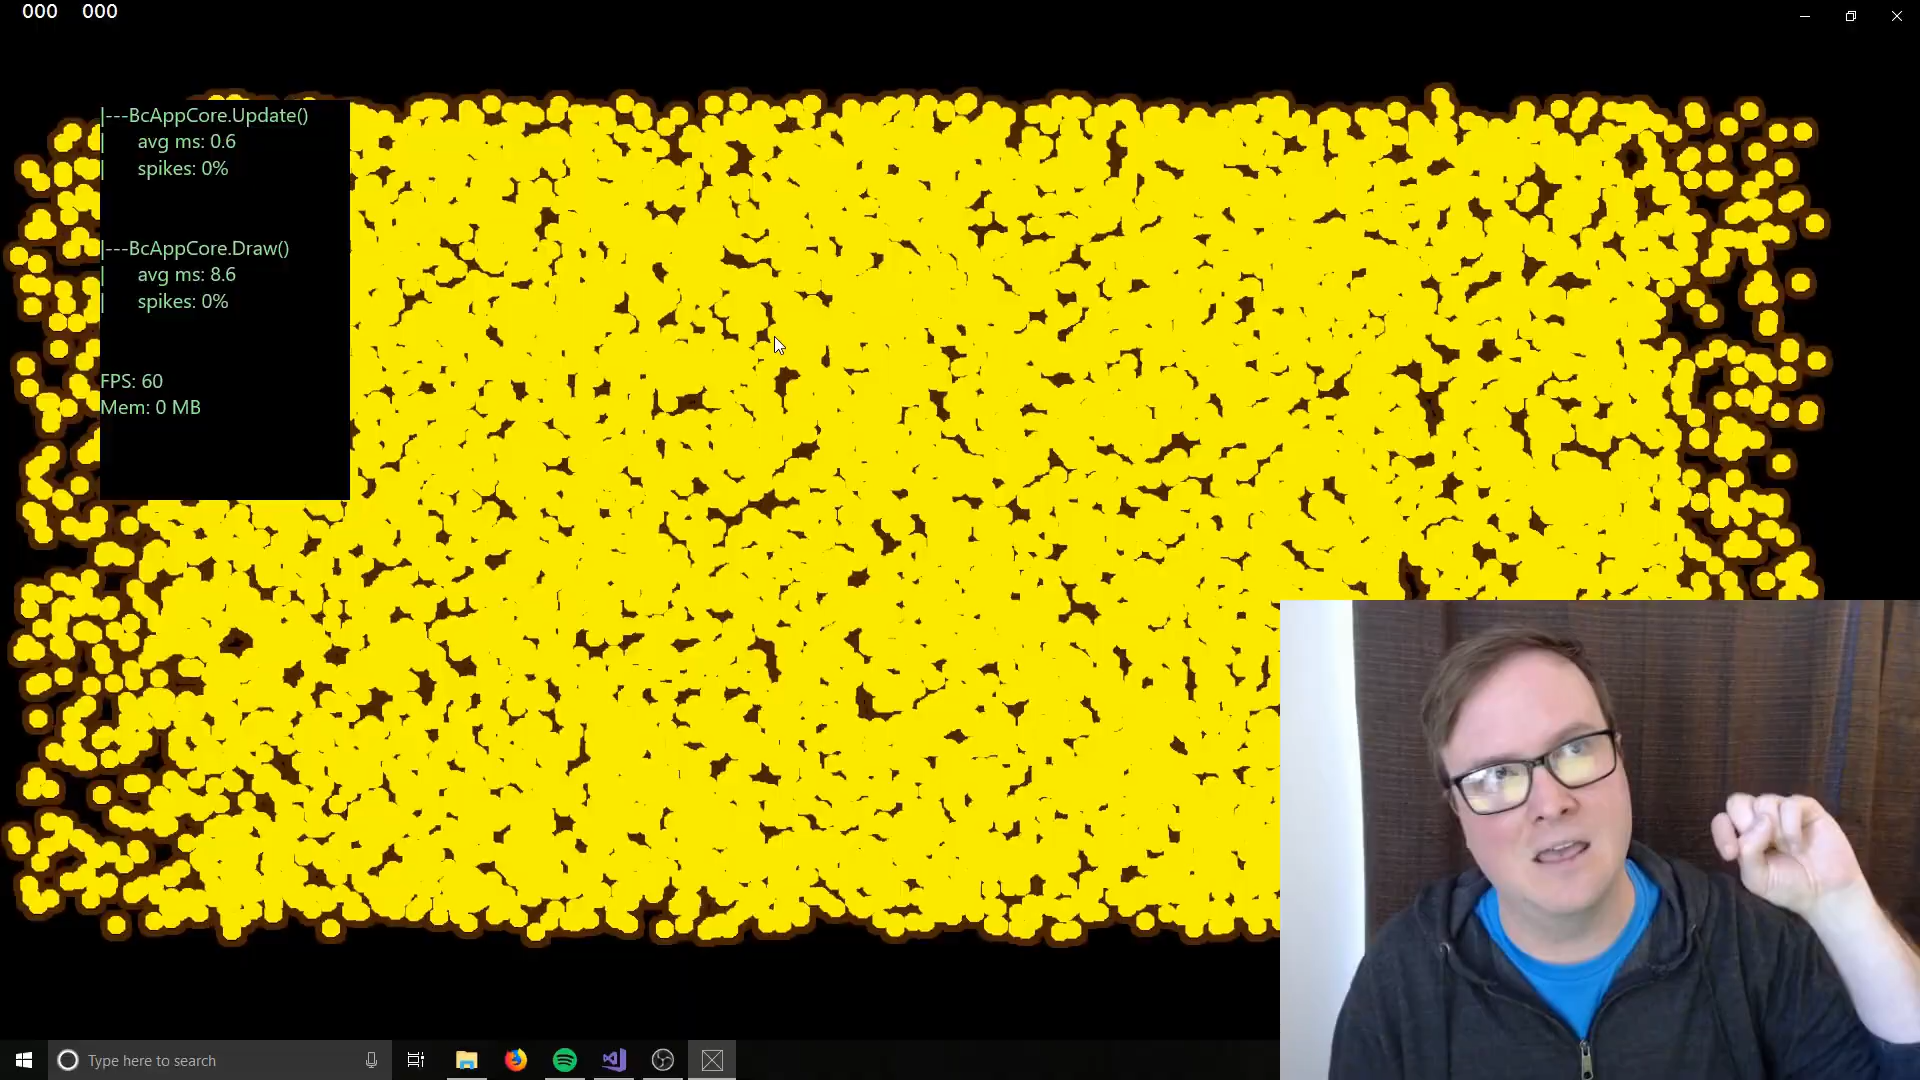 000 000
|---BcAppCore.Update()
| avg ms: 0.6
| spikes: 0%
|---BcAppCore.Draw()
| avg ms: 8.6
| spikes: 0%
FPS: 60
Mem: 0 MB
Type here to search